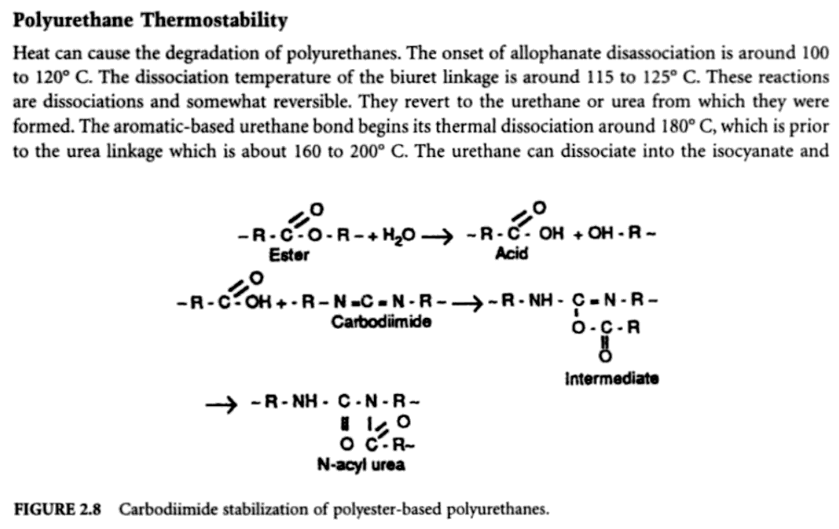 Polyurethane Thermostability
Heat can cause the degradation of polyurethanes. The onset of allophanate disassociation is around 100
to 120° C. The dissociation temperature of the biuret linkage is around 115 to 125° C. These reactions
are dissociations and somewhat reversible. They revert to the urethane or urea from which they were
formed. The aromatic-based urethane bond begins its thermal dissociation around 180° C, which is prior
to the urea linkage which is about 160 to 200° C. The urethane can dissociate into the isocyanate and
O O
~R-C-O-R~+H₂O → ~R-C-OH + OH-R~
Ester Acid
O
~R-C-OH + ~R-N=C=N-R~ → ~R-NH-C=N-R~
Carbodiimide O-C-R
O
Intermediate
→ ~R-NH-C-N-R~
O
O C-R~
N-acyl urea
FIGURE 2.8 Carbodiimide stabilization of polyester-based polyurethanes.